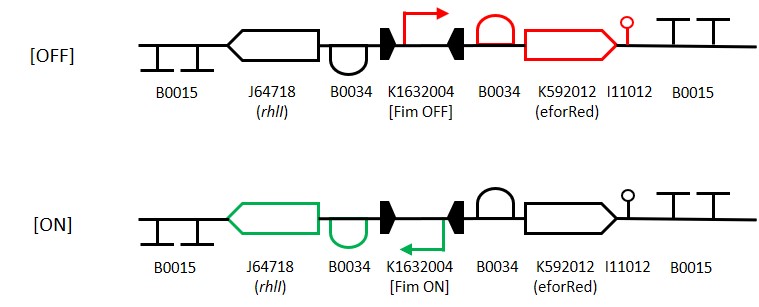 [OFF]
B0015 J64718 B0034 K1632004 B0034 K592012 I11012 B0015
(rhlI) [Fim OFF] (eforRed)
[ON]
B0015 J64718 B0034 K1632004 B0034 K592012 I11012 B0015
(rhlI) [Fim ON] (eforRed)